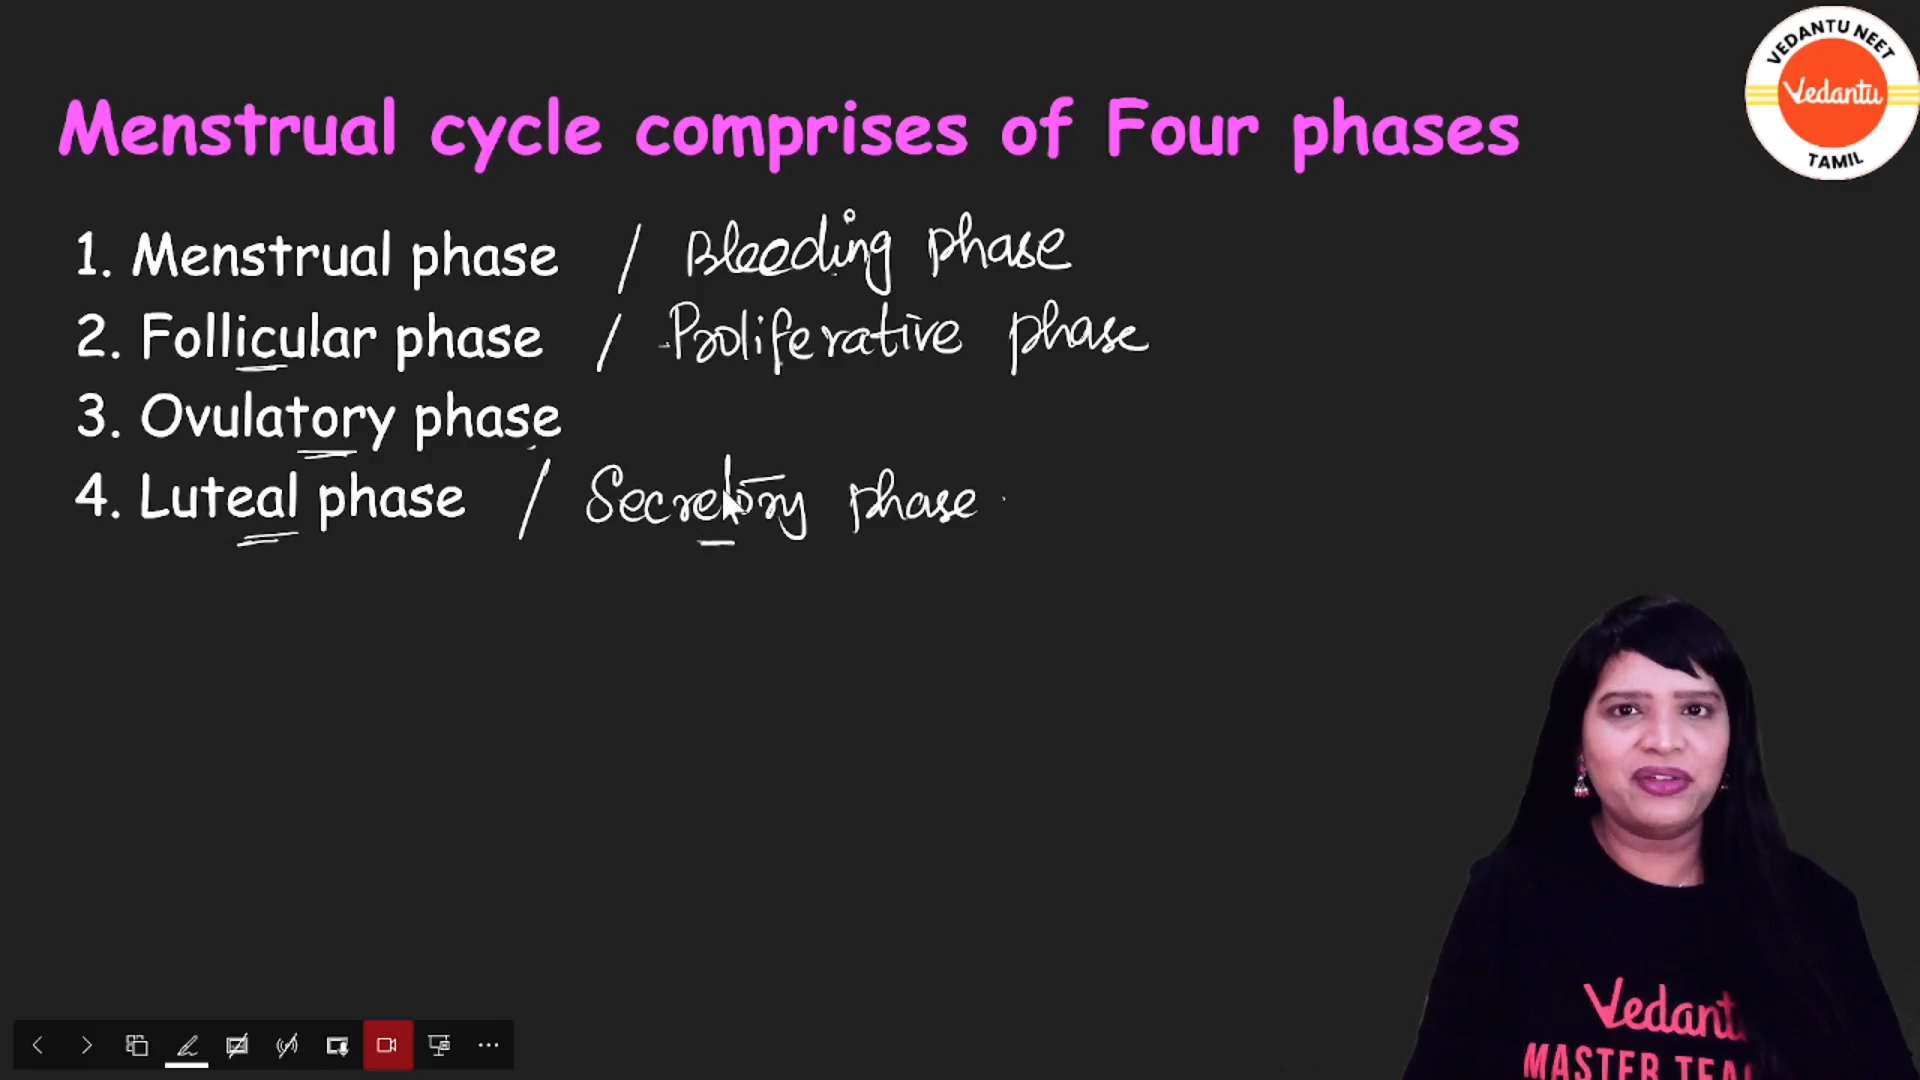 Menstrual cycle comprises of Four phases
1. Menstrual phase / Bleeding phase
2. Follicular phase / Proliferative phase
3. Ovulatory phase
4. Luteal phase / Secretory phase
VEDANTU NEET
Vedantu
TAMIL
Vedant
MASTER TEA